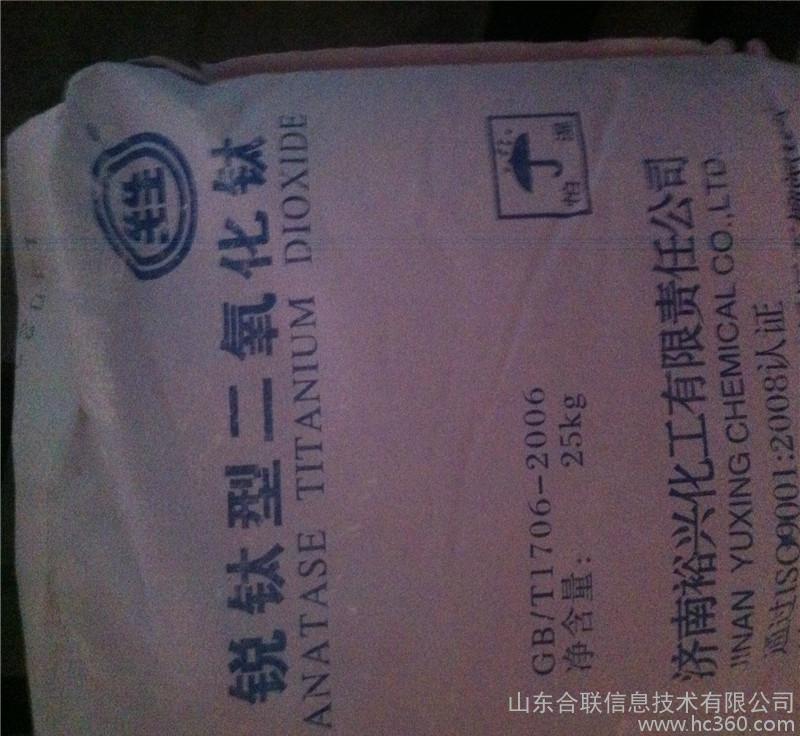 锐钛型二氧化钛
ANATASE TITANIUM DIOXIDE
怕湿
GB/T1706-2006
净含量: 25kg
济南裕兴化工有限责任公司
JINAN YUXING CHEMICAL CO.,LTD.
通过ISO9001:2008认证
山东合联信息技术有限公司
www.hc360.com